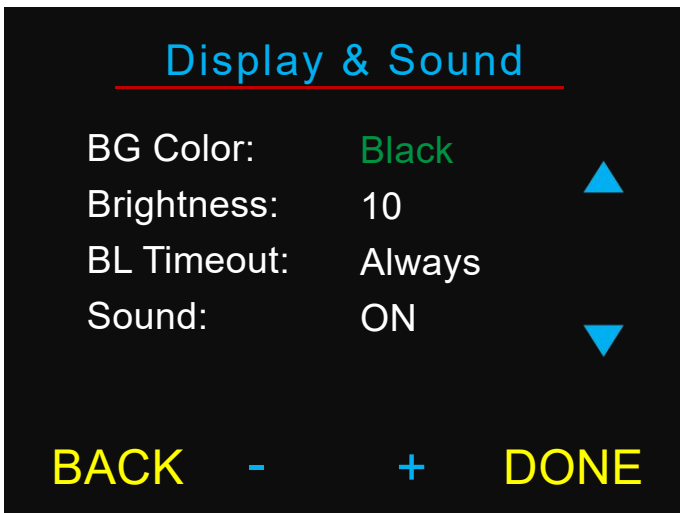 Display & Sound
BG Color: Black
Brightness: 10
BL Timeout: Always
Sound: ON
BACK - + DONE